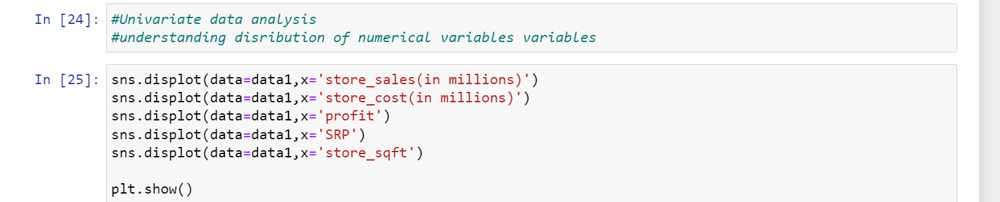 In [24]: #Univariate data analysis
#understanding disribution of numerical variables variables
In [25]: sns.displot(data=data1,x='store_sales(in millions)')
sns.displot(data=data1,x='store_cost(in millions)')
sns.displot(data=data1,x='profit')
sns.displot(data=data1,x='SRP')
sns.displot(data=data1,x='store_sqft')
plt.show()